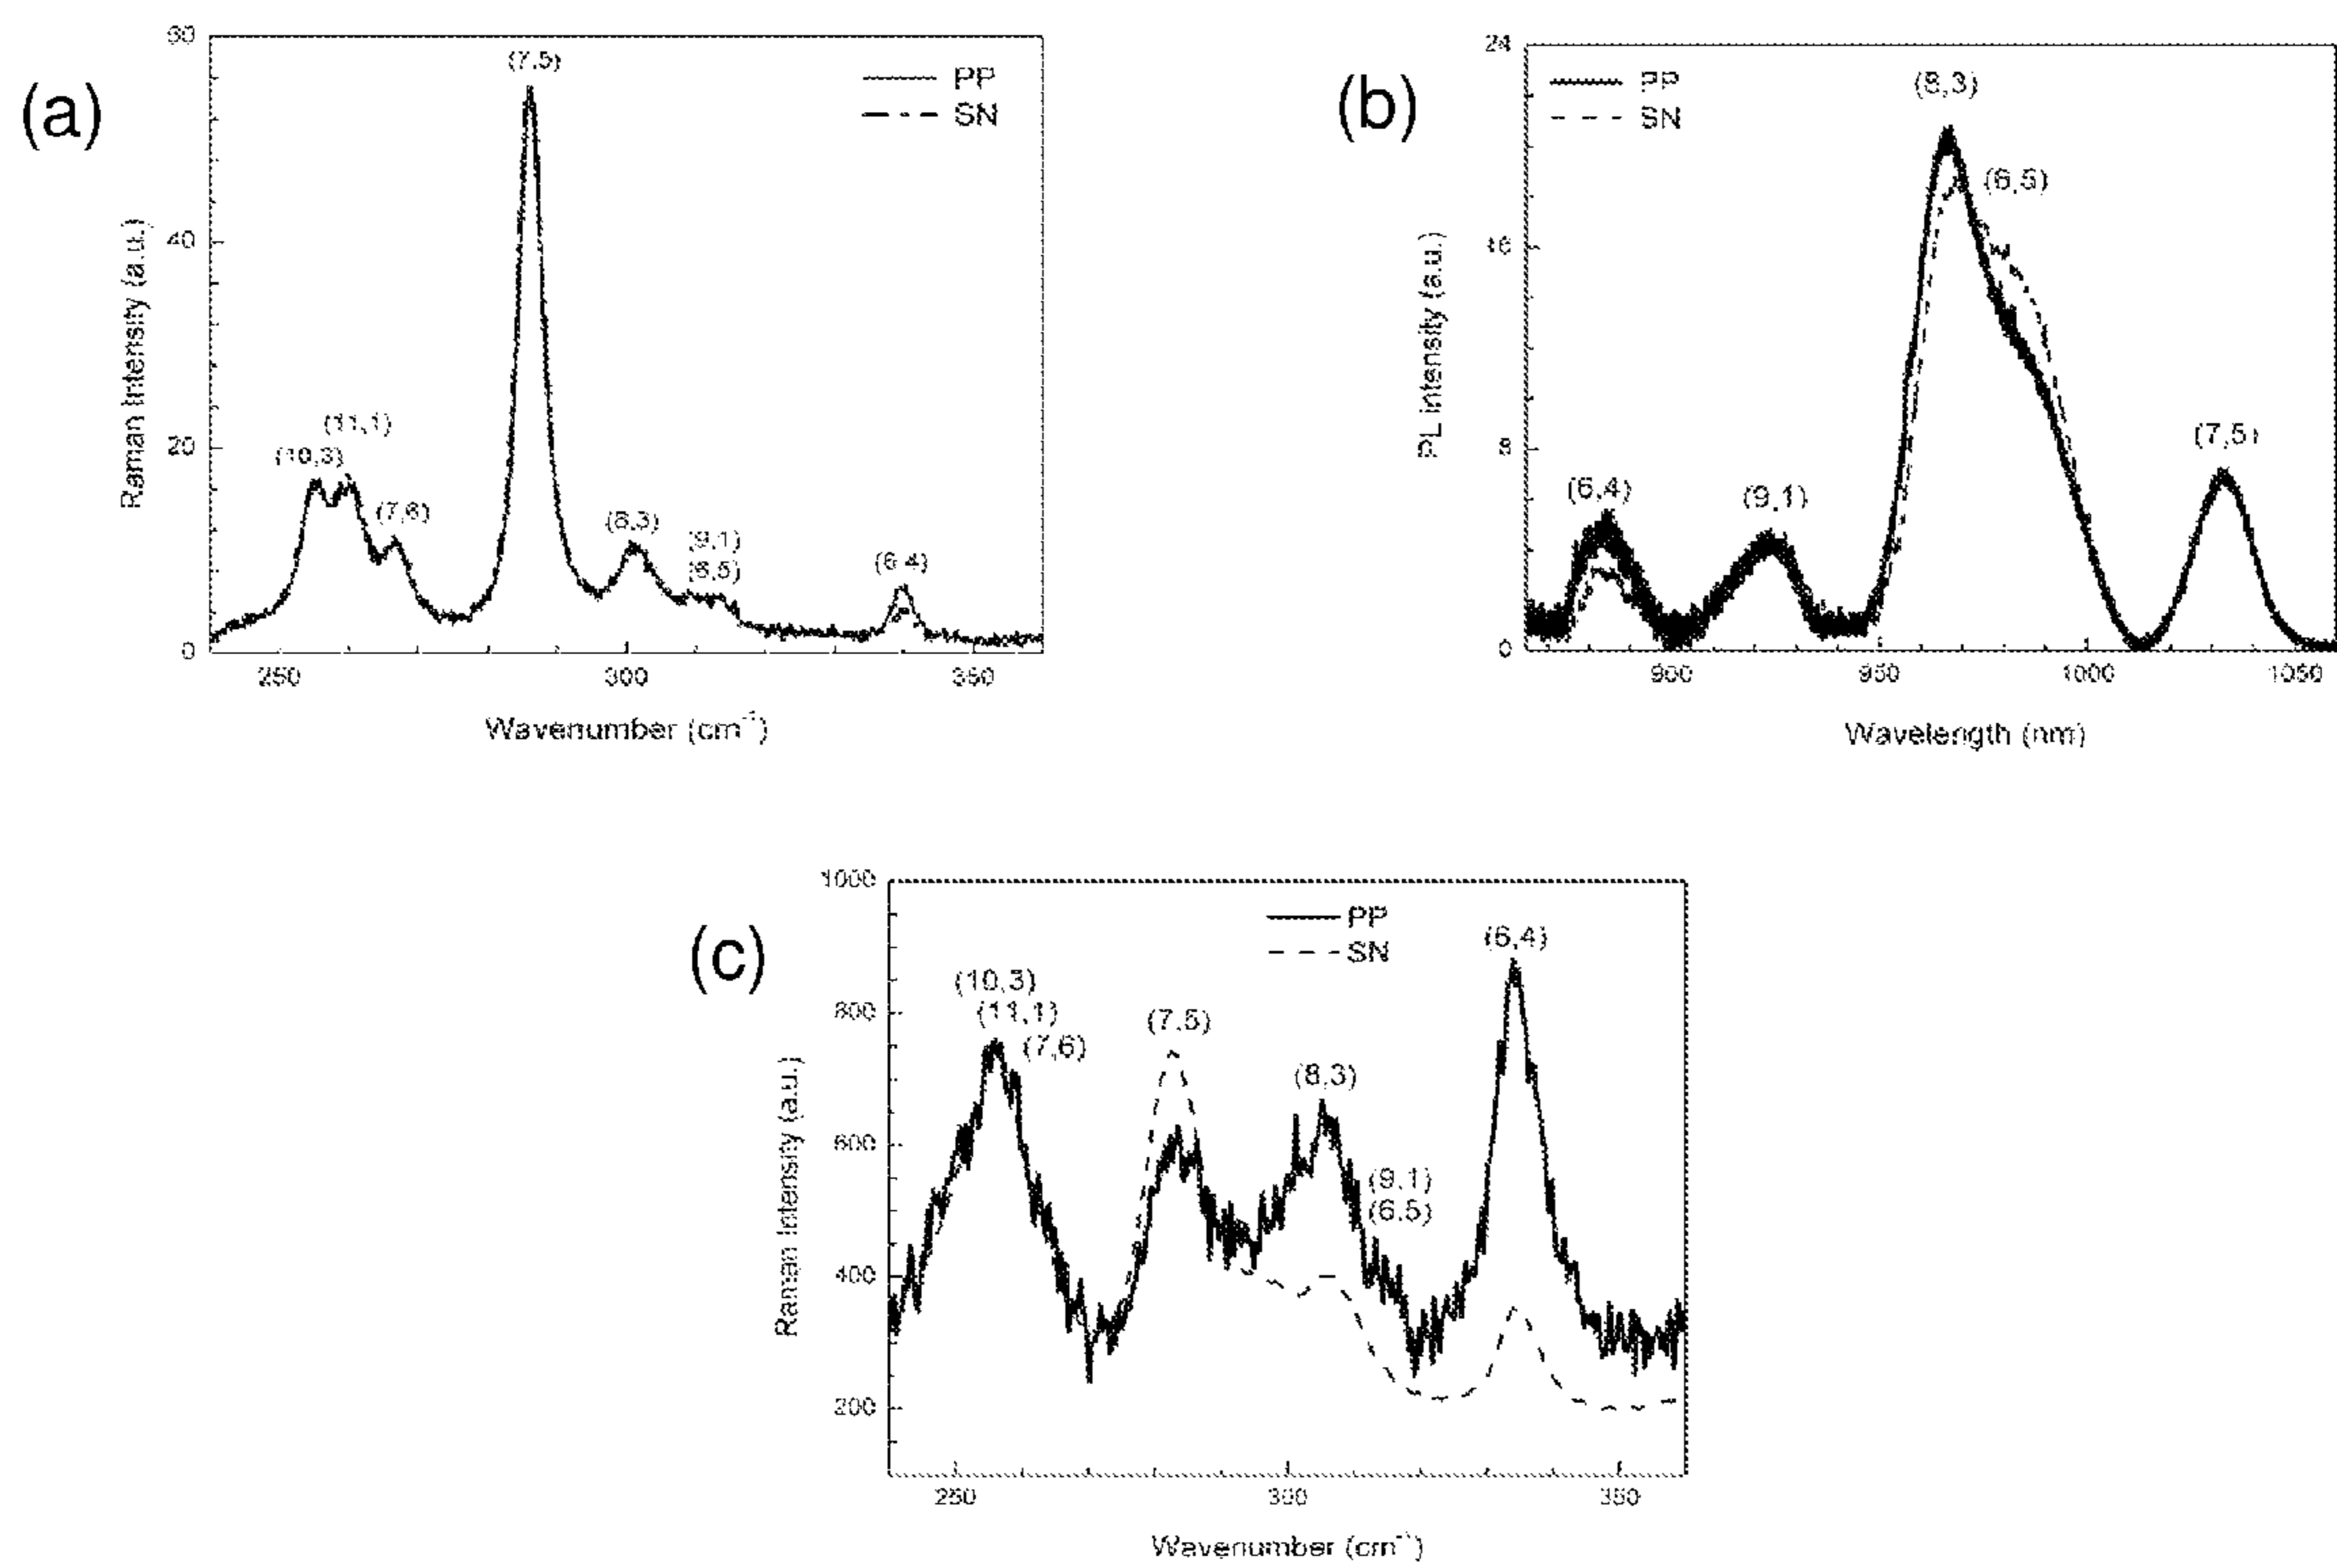 (a)
60
40
20
0
Raman Intensity (a.u.)
(7,5)
PP
SN
(11,1)
(10,3)
(7,6)
(8,3)
(9,1)
(6,5)
(6,4)
250
300
350
Wavenumber (cm⁻¹)
(b)
24
16
8
0
PL intensity (a.u.)
PP
SN
(8,3)
(6,5)
(6,4)
(9,1)
(7,5)
900
950
1000
1050
Wavelength (nm)
(c)
1000
800
600
400
200
Raman Intensity (a.u.)
PP
SN
(6,4)
(10,3)
(11,1)
(7,6)
(7,5)
(8,3)
(9,1)
(6,5)
250
300
350
Wavenumber (cm⁻¹)